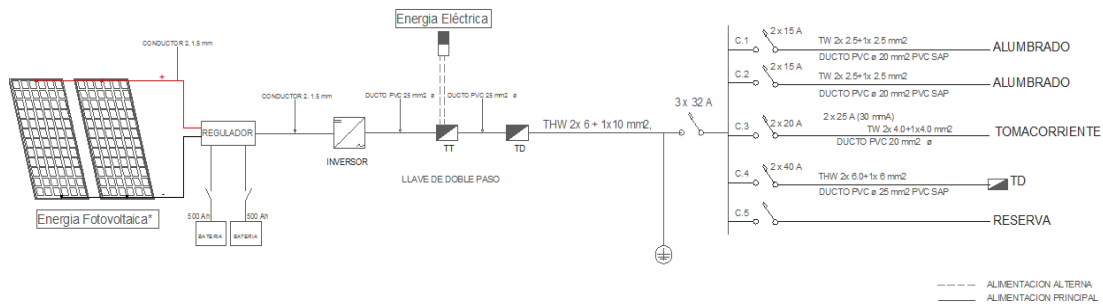 Energia Eléctrica
CONDUCTOR 2. 1.5 mm
+
-
REGULADOR
500 Ah
500 Ah
BATERIA
BATERIA
Energia Fotovoltaica*
CONDUCTOR 2. 1.5 mm
INVERSOR
DUCTO PVC 25 mm2 ø
DUCTO PVC 25 mm2 ø
TT
TD
LLAVE DE DOBLE PASO
THW 2x 6 + 1x10 mm2,
3 x 32 A
C.1
2 x 15 A
TW 2x 2.5+1x 2.5 mm2
DUCTO PVC ø 20 mm2 PVC SAP
ALUMBRADO
C.2
2 x 15 A
TW 2x 2.5+1x 2.5 mm2
DUCTO PVC ø 20 mm2 PVC SAP
ALUMBRADO
C.3
2 x 20 A
2 x 25 A (30 mmA)
TW 2x 4.0+1x4.0 mm2
DUCTO PVC 20 mm2 ø
TOMACORRIENTE
C.4
2 x 40 A
THW 2x 6.0+1x 6 mm2
DUCTO PVC ø 25 mm2 PVC SAP
TD
C.5
RESERVA
ALIMENTACION ALTERNA
ALIMENTACION PRINCIPAL